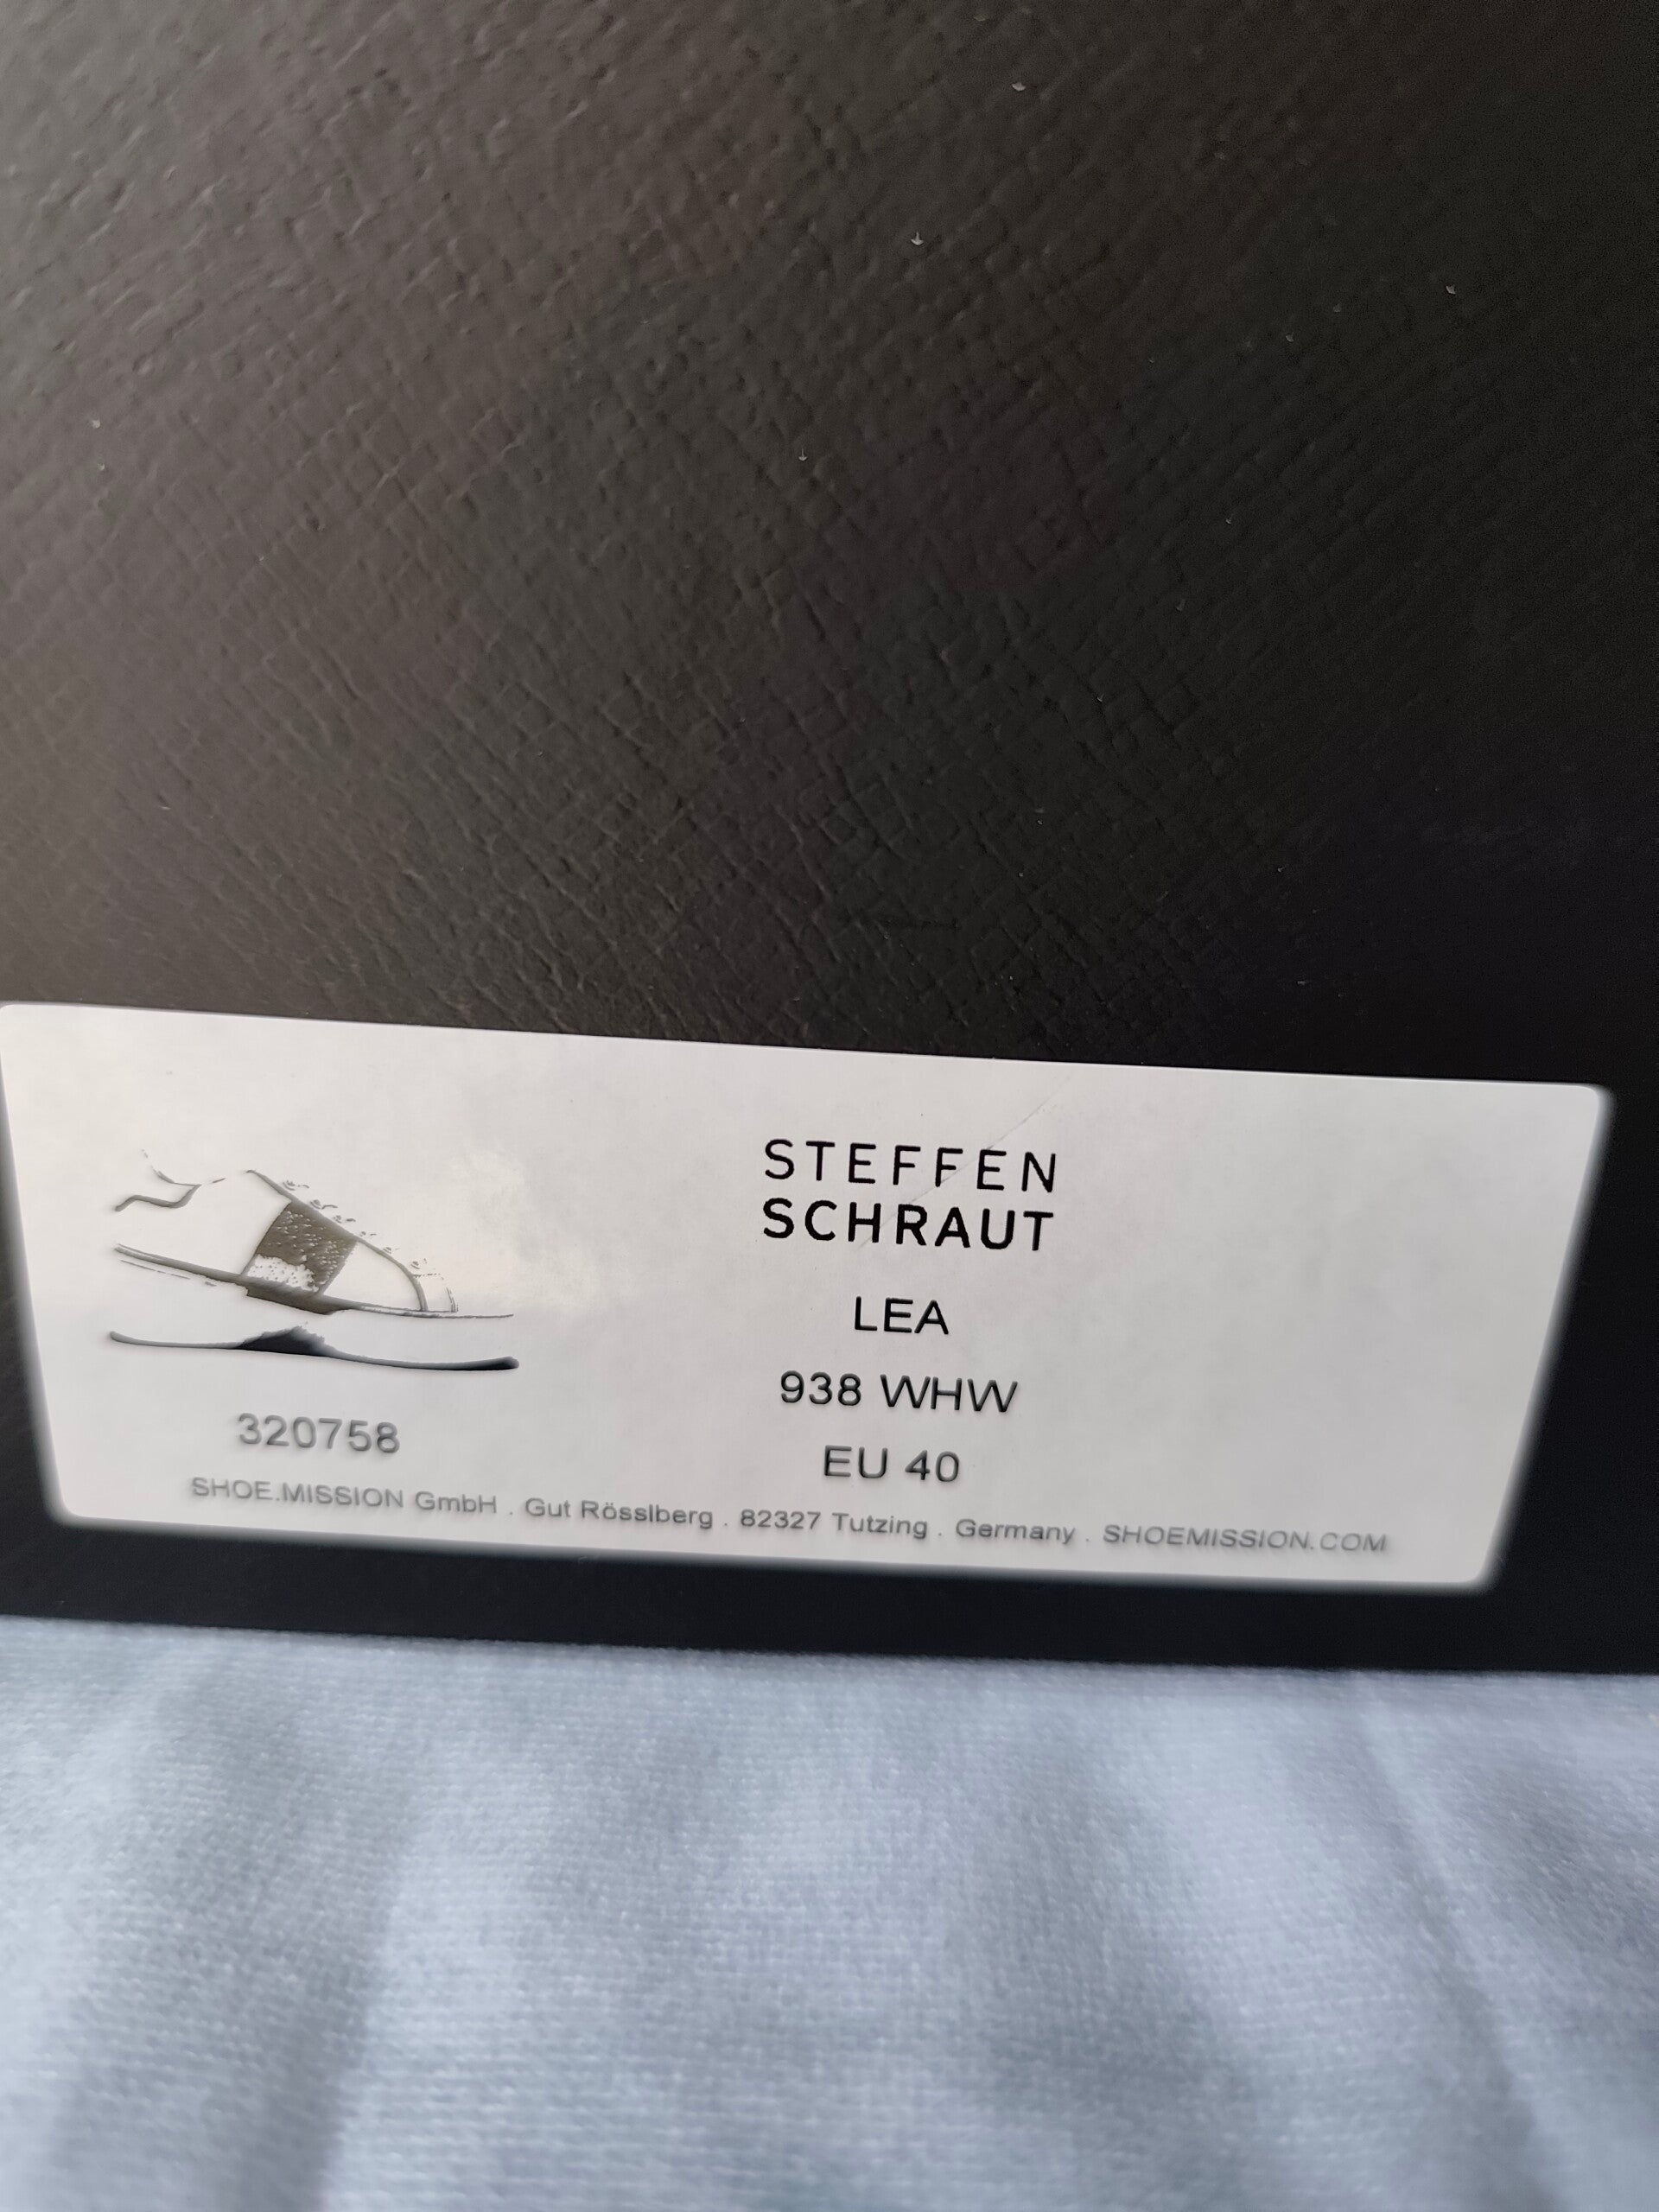 STEFFEN
SCHRAUT
LEA
938 WHW
EU 40
320758
SHOE.MISSION GmbH . Gut Rösslberg . 82327 Tutzing . Germany . SHOEMISSION.COM